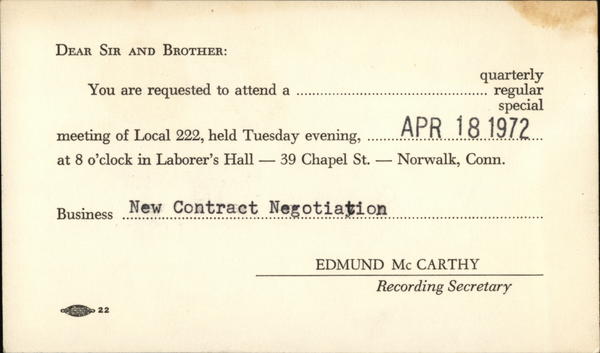 DEAR SIR AND BROTHER:
quarterly
You are requested to attend a ........ regular
special
meeting of Local 222, held Tuesday evening, APR 18 1972
at 8 o'clock in Laborer's Hall — 39 Chapel St. — Norwalk, Conn.
Business New Contract Negotiation
EDMUND Mc CARTHY
Recording Secretary
22